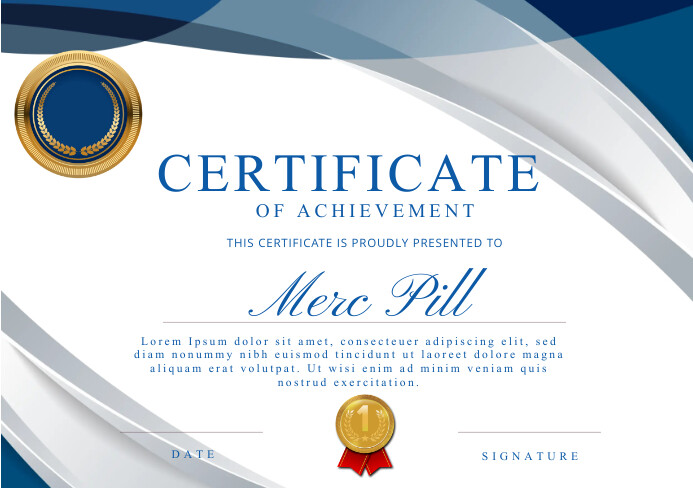 CERTIFICATE
OF ACHIEVEMENT
THIS CERTIFICATE IS PROUDLY PRESENTED TO
Merc Pill
Lorem Ipsum dolor sit amet, consecteuer adipiscing elit, sed
diam nonummy nibh euismod tincidunt ut laoreet dolore magna
aliquam erat volutpat. Ut wisi enim ad minim veniam quis
nostrud exercitation.
1
DATE
SIGNATURE